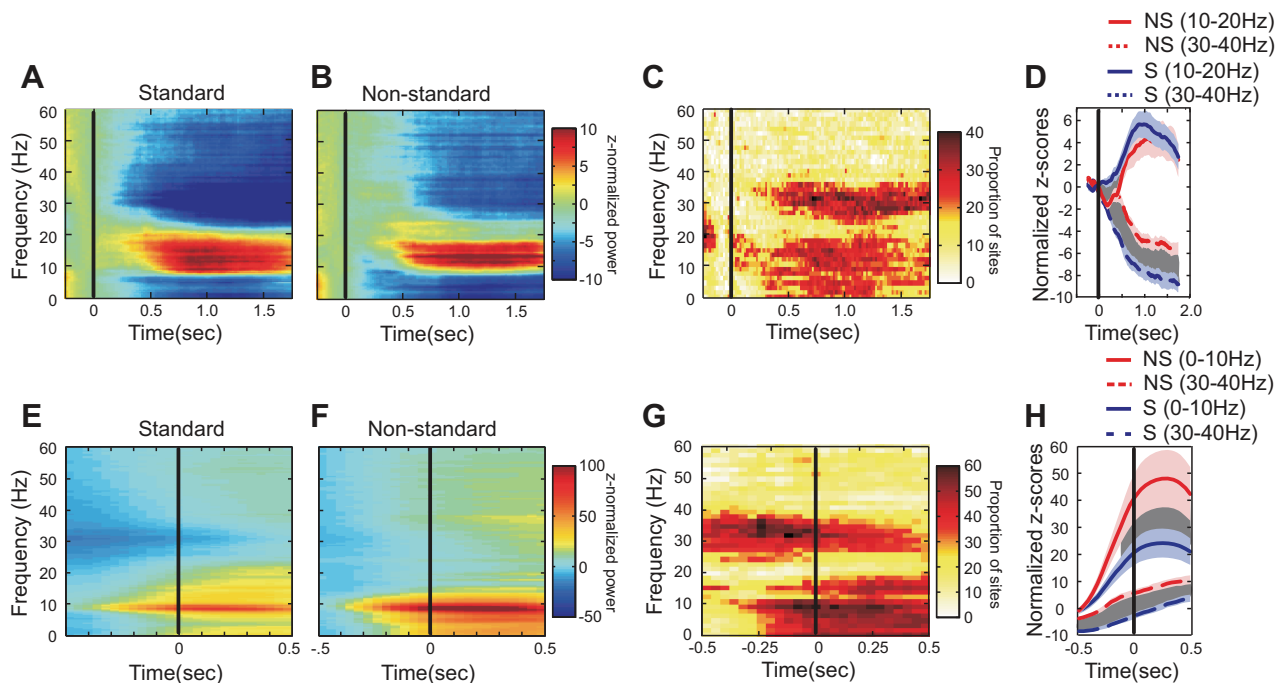 NS (10-20Hz)
NS (30-40Hz)
S (10-20Hz)
S (30-40Hz)
A
Standard
B
Non-standard
C
D
Frequency (Hz)
60
50
40
30
20
10
0
0
0.5
1.0
1.5
Time(sec)
0
0.5
1.0
1.5
Time(sec)
10
5
0
-5
-10
z-normalized power
Frequency (Hz)
60
50
40
30
20
10
0
0
0.5
1.0
1.5
Time(sec)
40
30
20
10
0
Proportion of sites
Normalized z-scores
6
4
2
0
-2
-4
-6
-8
-10
0
1.0
2.0
Time(sec)
NS (0-10Hz)
NS (30-40Hz)
S (0-10Hz)
S (30-40Hz)
E
Standard
F
Non-standard
G
H
Frequency (Hz)
60
50
40
30
20
10
0
0
0.5
Time(sec)
-.5
0
0.5
Time(sec)
100
50
0
-50
z-normalized power
Frequency (Hz)
60
50
40
30
20
10
0
-0.5
-0.25
0
0.25
0.5
Time(sec)
60
50
40
30
20
10
0
Proportion of sites
Normalized z-scores
60
50
40
30
20
10
0
-10
-0.5
0
0.5
Time(sec)